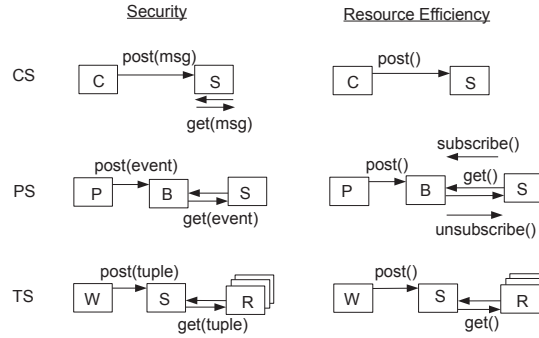 Security
Resource Efficiency
CS
post(msg)
C
S
get(msg)
post()
C
S
PS
post(event)
P
B
S
get(event)
subscribe()
post()
get()
P
B
S
unsubscribe()
TS
post(tuple)
W
S
R
get(tuple)
post()
W
S
R
get()